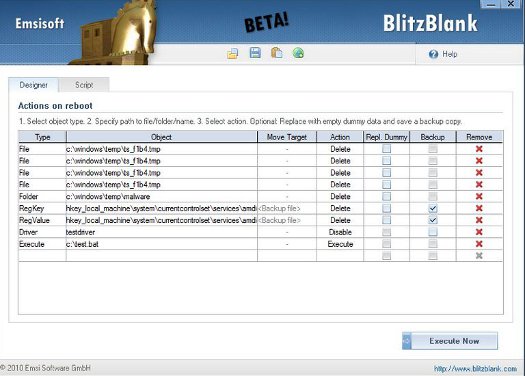 Emsisoft
BETA!
BlitzBlank
Help
Designer
Script
Actions on reboot
1. Select object type. 2. Specify path to file/folder/name. 3. Select action. Optional: Replace with empty dummy data and save a backup copy.
Type Object Move Target Action Repl. Dummy Backup Remove
File c:\windows\temp\ts_f1b4.tmp - Delete
File c:\windows\temp\ts_f1b4.tmp - Delete
File c:\windows\temp\ts_f1b4.tmp - Delete
File c:\windows\temp\ts_f1b4.tmp - Delete
Folder c:\windows\temp\malware - Delete
RegKey hkey_local_machine\system\currentcontrolset\services\amdi <Backup file> Delete
RegValue hkey_local_machine\system\currentcontrolset\services\amdi <Backup file> Delete
Driver testdriver - Disable
Execute c:\test.bat - Execute
Execute Now
© 2010 Emsi Software GmbH
http://www.blitzblank.com